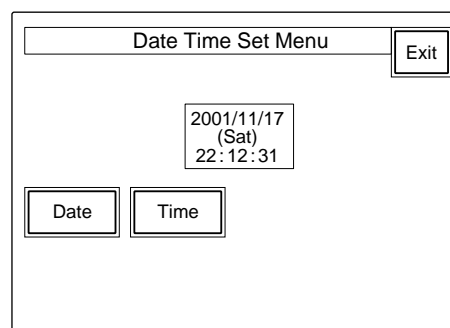 Date Time Set Menu
Exit
2001/11/17
(Sat)
22:12:31
Date
Time